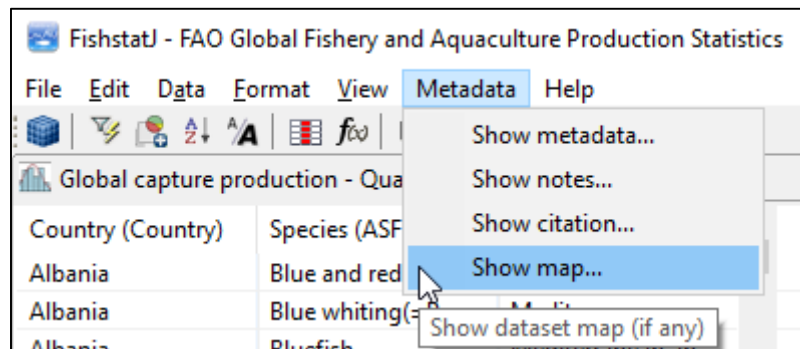 FishstatJ - FAO Global Fishery and Aquaculture Production Statistics
File Edit Data Format View Metadata Help
Show metadata...
Global capture production - Qua
Show notes...
Country (Country) Species (ASF
Show citation...
Albania Blue and red
Show map...
Albania Blue whiting(=
Show dataset map (if any)
Albania Bluefish